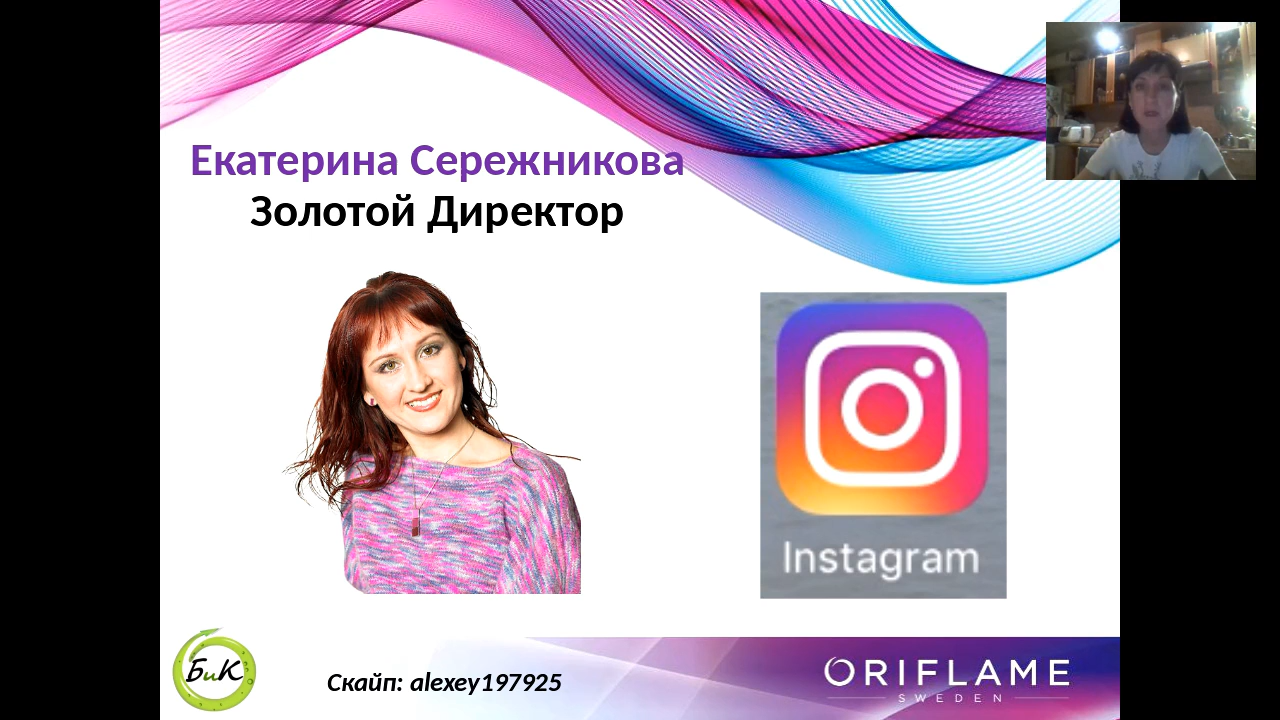 Екатерина Сережникова
Золотой Директор
Instagram
БиК
Скайп: alexey197925
ORIFLAME
SWEDEN